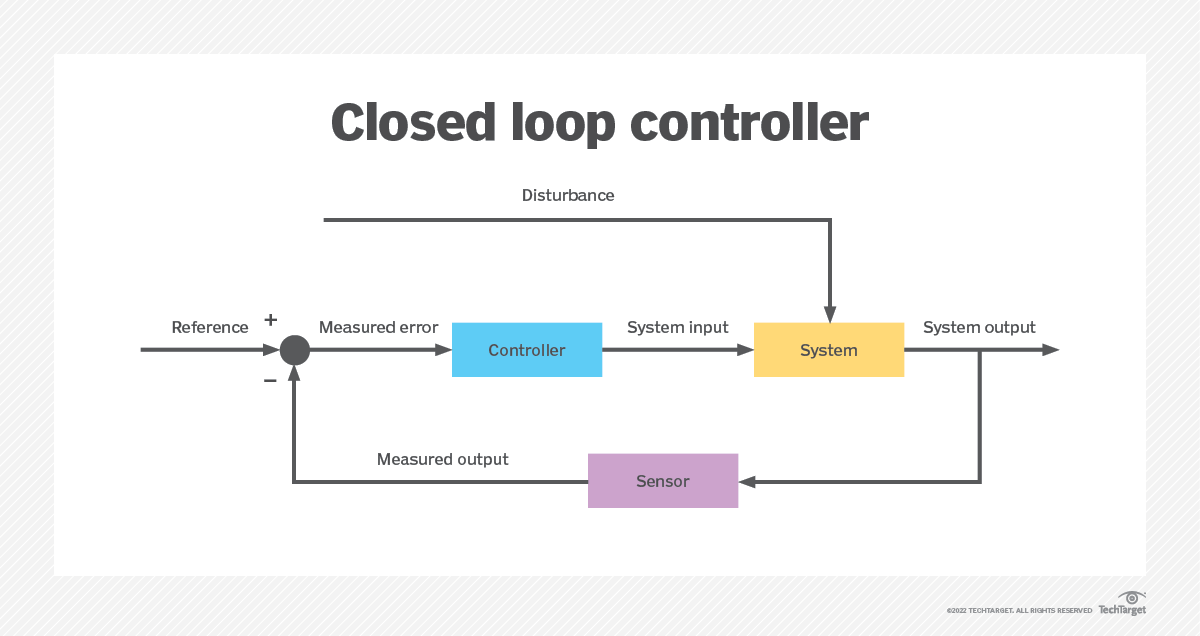 Closed loop controller
Disturbance
Reference
+
Measured error
Controller
System input
System
System output
−
Measured output
Sensor
©2022 TECHTARGET. ALL RIGHTS RESERVED
TechTarget